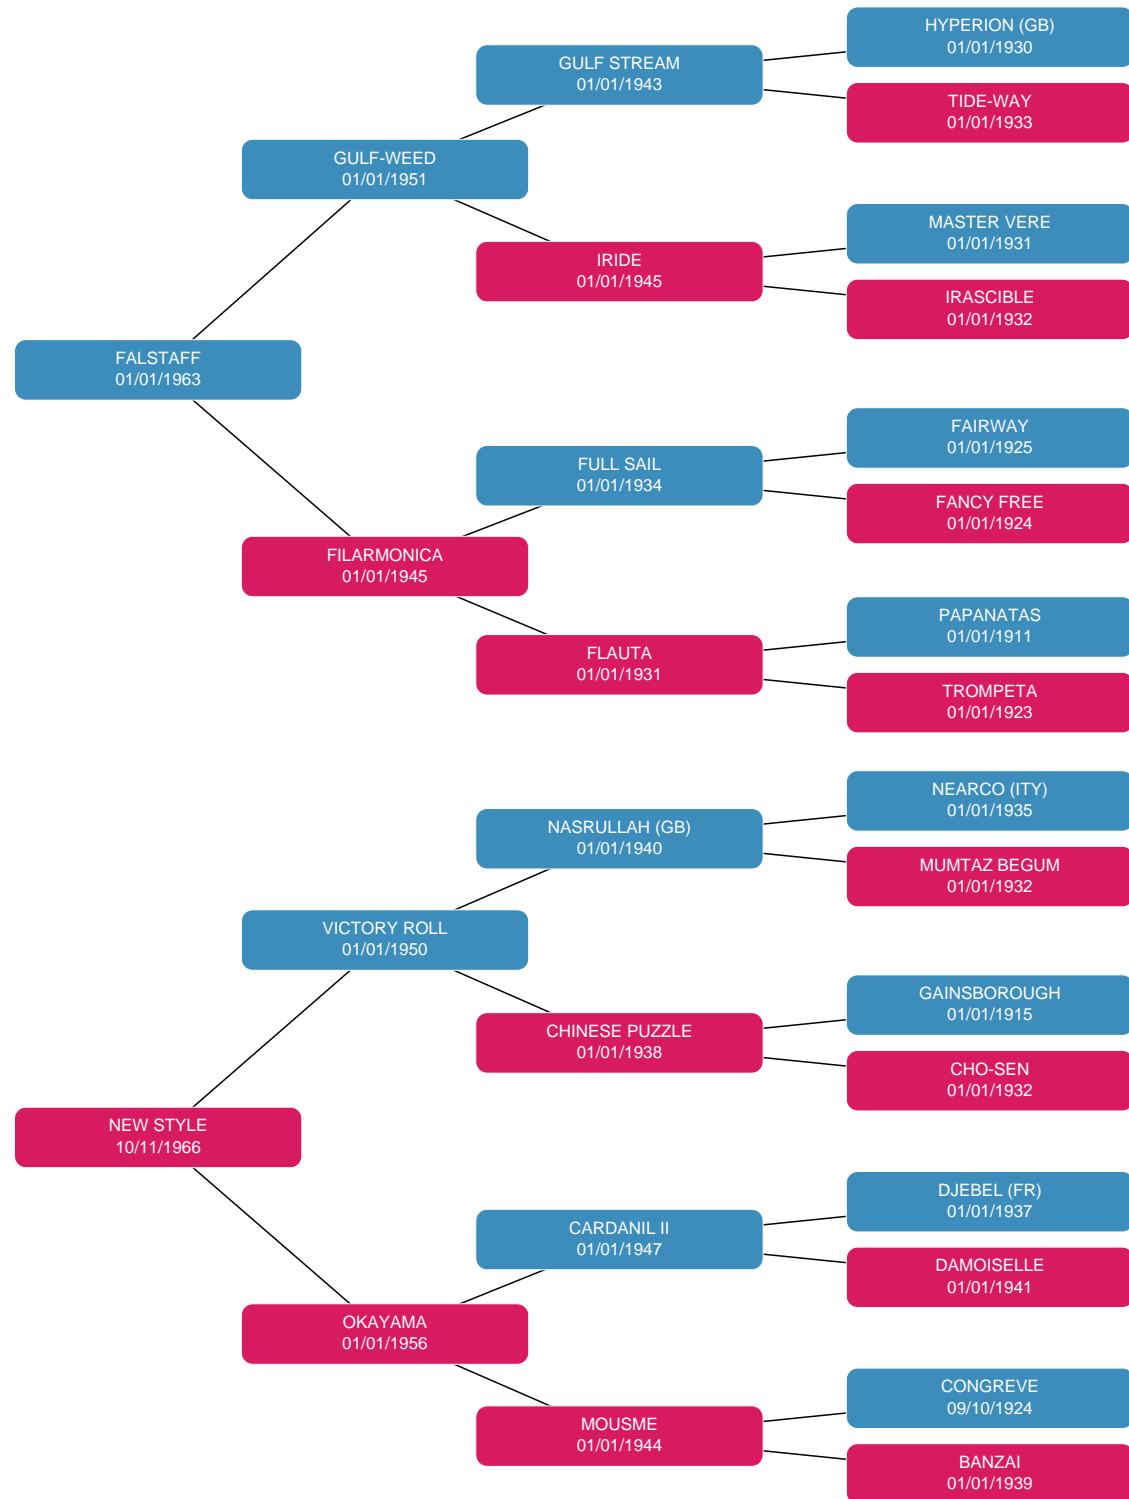 HYPERION (GB)
01/01/1930
GULF STREAM
01/01/1943
TIDE-WAY
01/01/1933
GULF-WEED
01/01/1951
MASTER VERE
01/01/1931
IRIDE
01/01/1945
IRASCIBLE
01/01/1932
FALSTAFF
01/01/1963
FAIRWAY
01/01/1925
FULL SAIL
01/01/1934
FANCY FREE
01/01/1924
FILARMONICA
01/01/1945
PAPANATAS
01/01/1911
FLAUTA
01/01/1931
TROMPETA
01/01/1923
NEARCO (ITY)
01/01/1935
NASRULLAH (GB)
01/01/1940
MUMTAZ BEGUM
01/01/1932
VICTORY ROLL
01/01/1950
GAINSBOROUGH
01/01/1915
CHINESE PUZZLE
01/01/1938
CHO-SEN
01/01/1932
NEW STYLE
10/11/1966
DJEBEL (FR)
01/01/1937
CARDANIL II
01/01/1947
DAMOISELLE
01/01/1941
OKAYAMA
01/01/1956
CONGREVE
09/10/1924
MOUSME
01/01/1944
BANZAI
01/01/1939